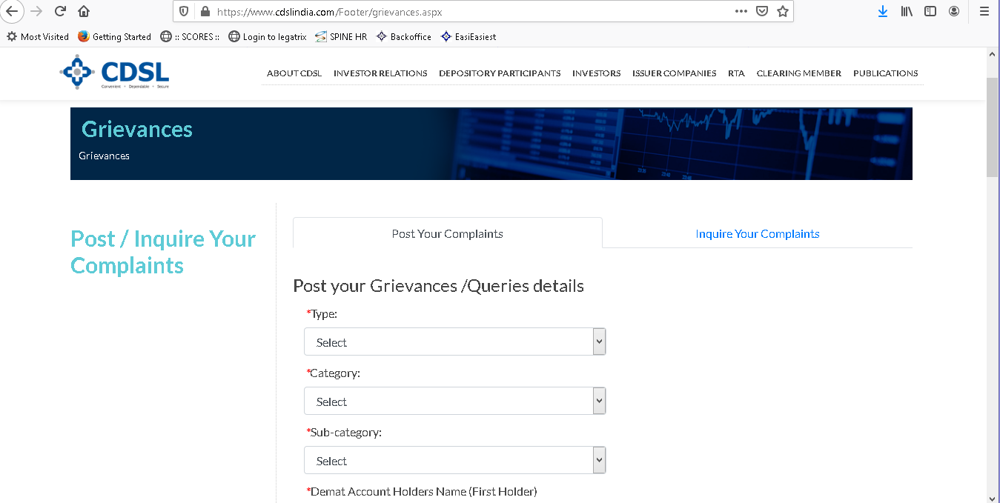 https://www.cdslindia.com/Footer/grievances.aspx
Most Visited Getting Started :: SCORES :: Login to legatrix SPINE HR Backoffice EasiEasiest
CDSL
Convenient • Dependable • Secure
ABOUT CDSL INVESTOR RELATIONS DEPOSITORY PARTICIPANTS INVESTORS ISSUER COMPANIES RTA CLEARING MEMBER PUBLICATIONS
Grievances
Grievances
Post / Inquire Your
Complaints
Post Your Complaints Inquire Your Complaints
Post your Grievances /Queries details
*Type:
Select
*Category:
Select
*Sub-category:
Select
*Demat Account Holders Name (First Holder)